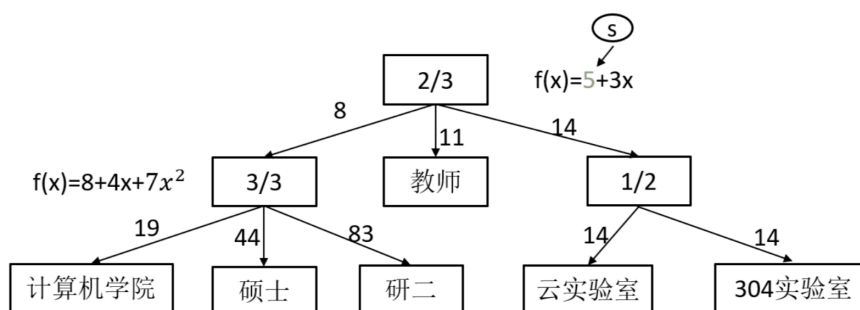 s
2/3
f(x)=5+3x
8
11
14
f(x)=8+4x+7x²
3/3
教师
1/2
19
44
83
14
14
计算机学院
硕士
研二
云实验室
304实验室